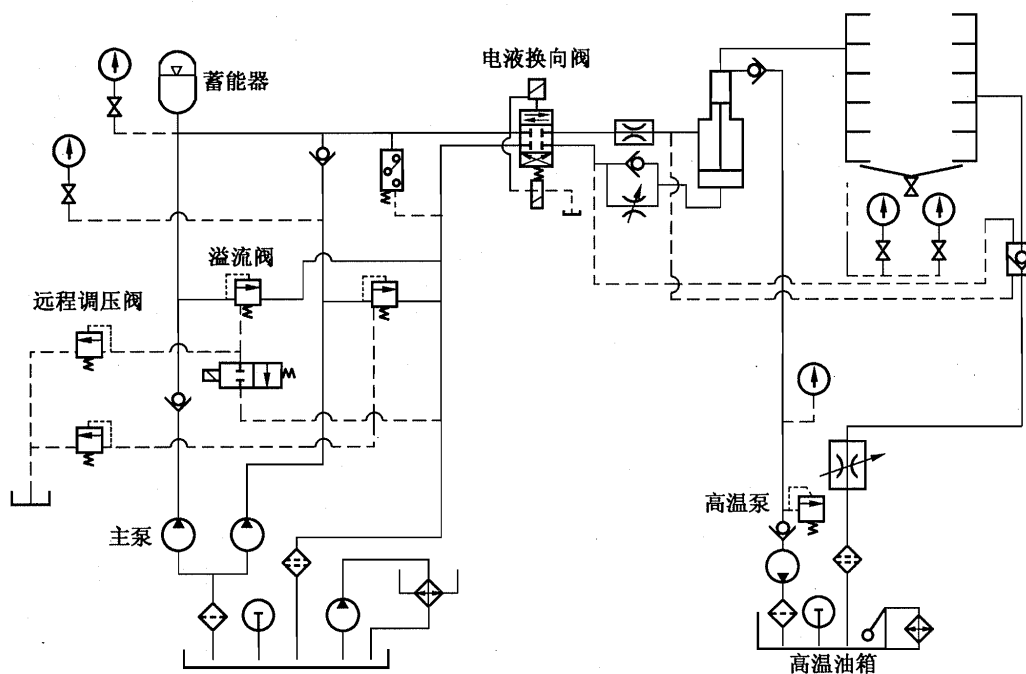 蓄能器
电液换向阀
溢流阀
远程调压阀
主泵
高温泵
高温油箱